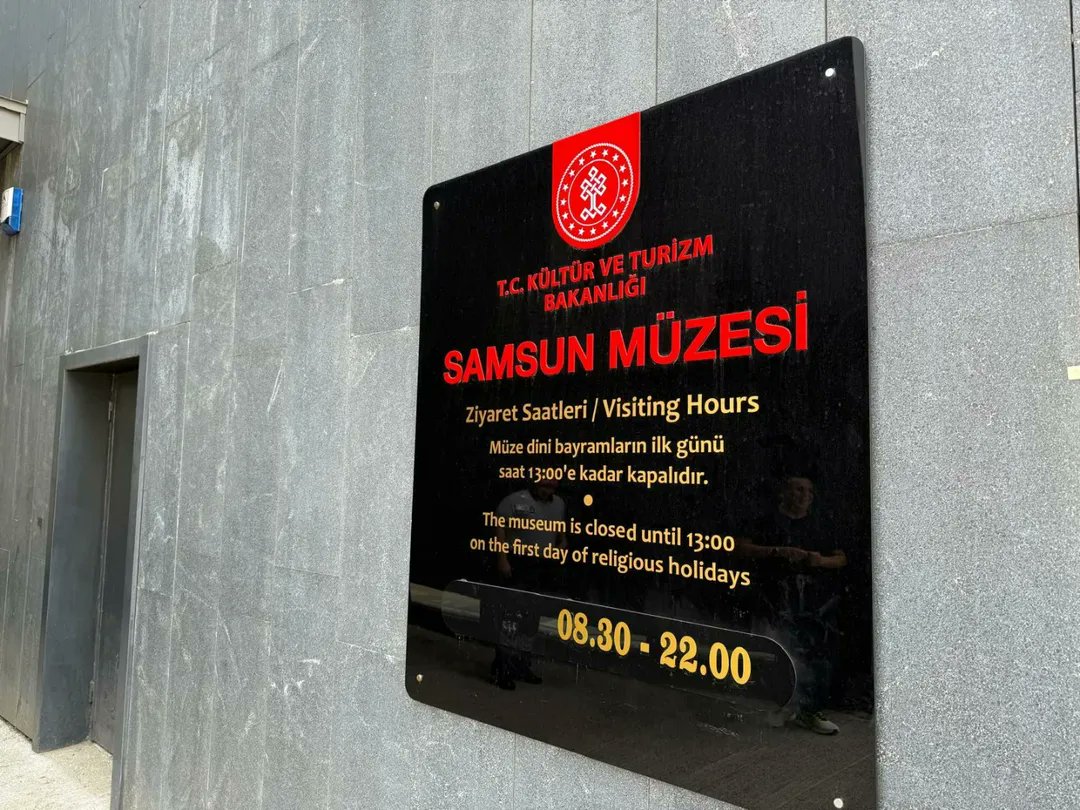 T.C. KÜLTÜR VE TURİZM
BAKANLIĞI
SAMSUN MÜZESİ
Ziyaret Saatleri / Visiting Hours
Müze dini bayramların ilk günü
saat 13:00'e kadar kapalıdır.
The museum is closed until 13:00
on the first day of religious holidays
08.30 - 22.00